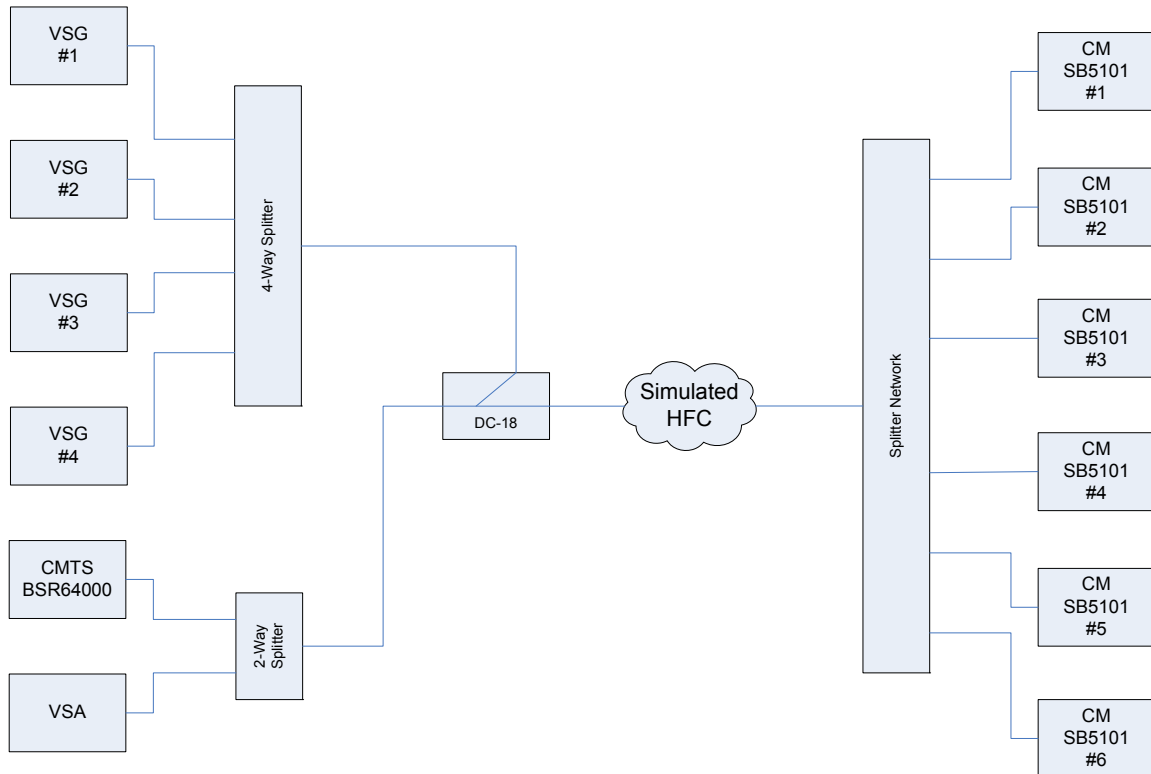 VSG
#1
VSG
#2
VSG
#3
VSG
#4
4-Way Splitter
CMTS
BSR64000
VSA
2-Way
Splitter
DC-18
Simulated
HFC
Splitter Network
CM
SB5101
#1
CM
SB5101
#2
CM
SB5101
#3
CM
SB5101
#4
CM
SB5101
#5
CM
SB5101
#6